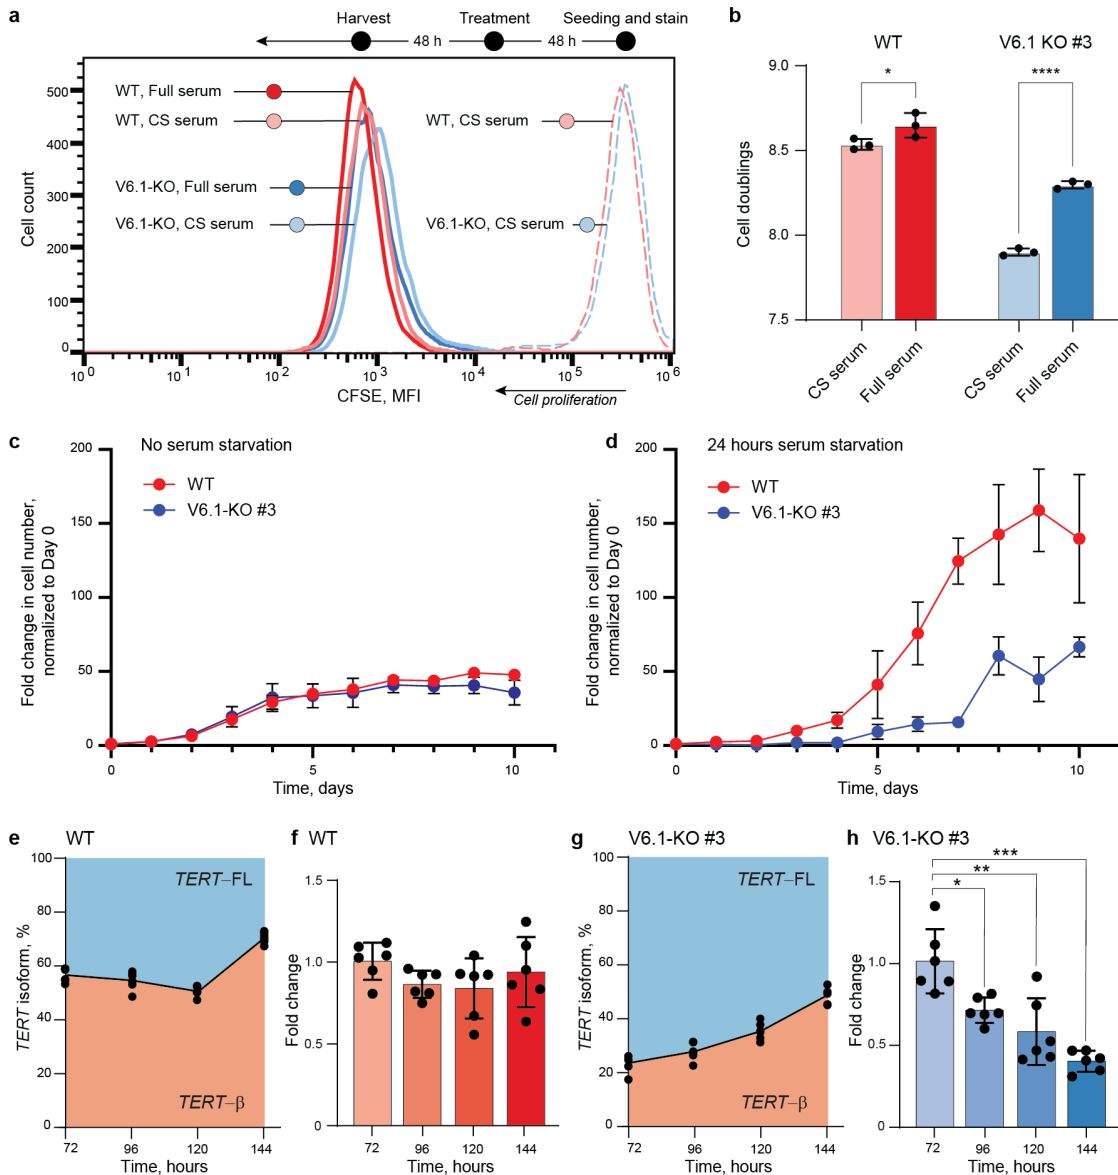 a
Harvest
Treatment
Seeding and stain
48 h
48 h
500
400
300
200
100
0
Cell count
WT, Full serum
WT, CS serum
V6.1-KO, Full serum
V6.1-KO, CS serum
WT, CS serum
V6.1-KO, CS serum
10⁰
10¹
10²
10³
10⁴
10⁵
10⁶
CFSE, MFI
Cell proliferation
b
WT
V6.1 KO #3
9.0
8.5
8.0
7.5
Cell doublings
*
****
CS serum
Full serum
CS serum
Full serum
c
No serum starvation
WT
V6.1-KO #3
200
150
100
50
0
Fold change in cell number,
normalized to Day 0
0
5
10
Time, days
d
24 hours serum starvation
WT
V6.1-KO #3
200
150
100
50
0
Fold change in cell number,
normalized to Day 0
0
5
10
Time, days
e
WT
100
80
60
40
20
0
TERT isoform, %
TERT–FL
TERT–β
72
96
120
144
Time, hours
f
WT
1.5
1.0
0.5
0
Fold change
72
96
120
144
Time, hours
g
V6.1-KO #3
100
80
60
40
20
0
TERT isoform, %
TERT–FL
TERT–β
72
96
120
144
Time, hours
h
V6.1-KO #3
***
**
*
1.5
1.0
0.5
0
Fold change
72
96
120
144
Time, hours